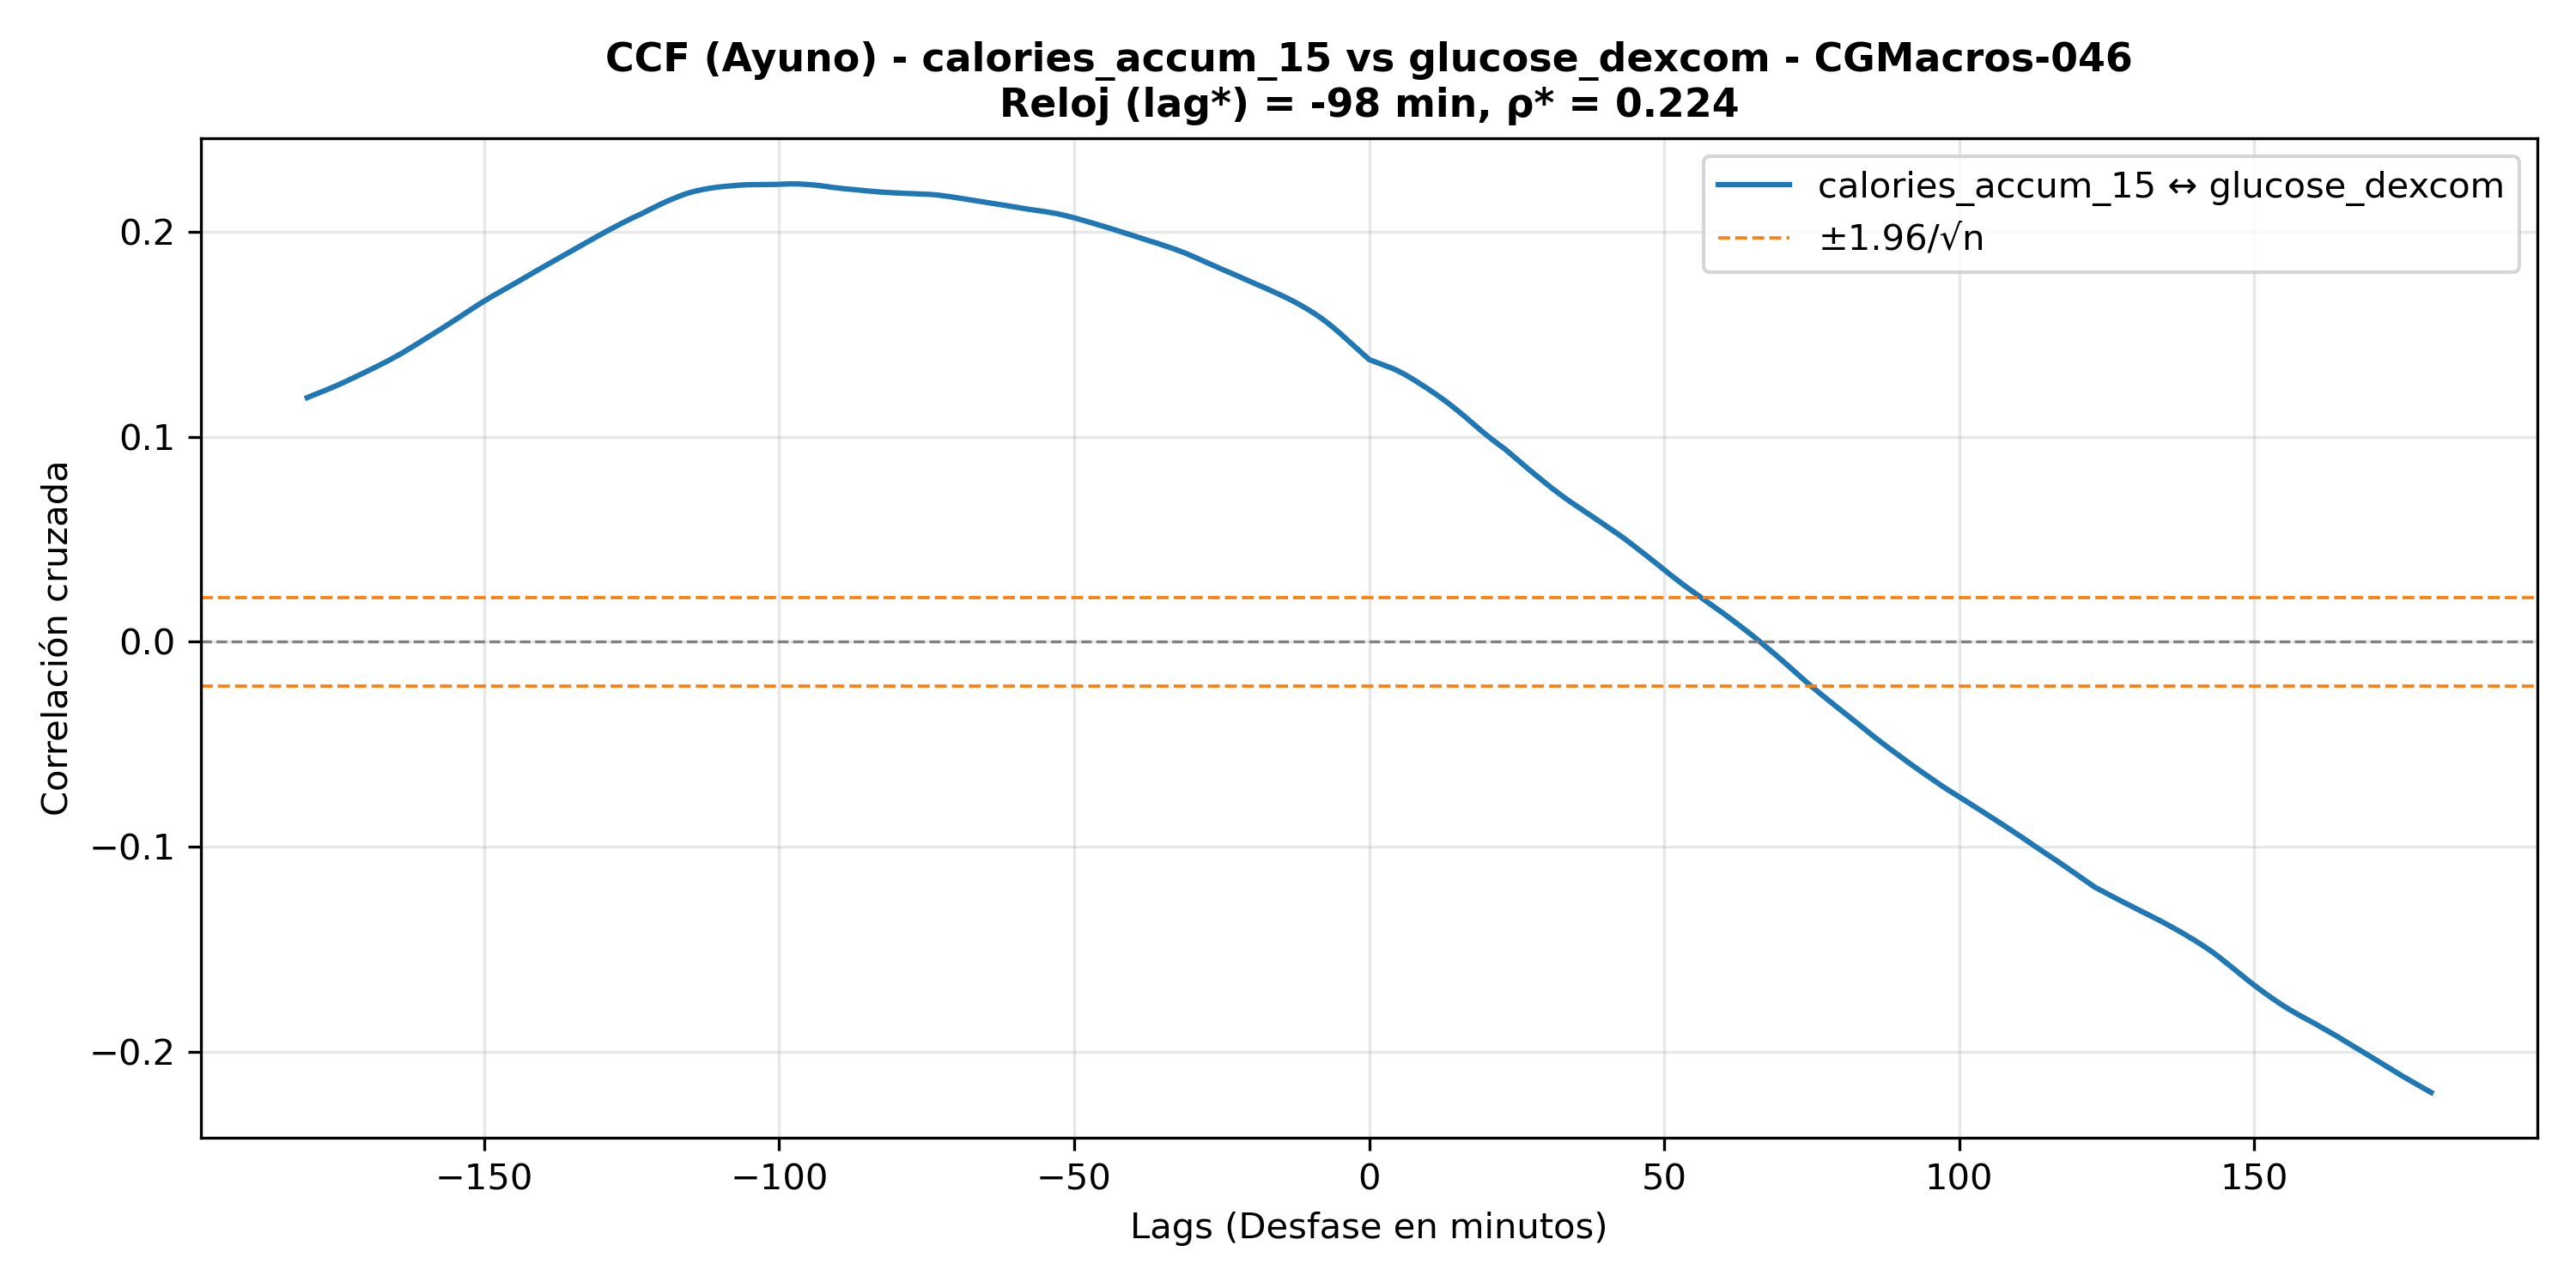 CCF (Ayuno) - calories_accum_15 vs glucose_dexcom - CGMacros-046
Reloj (lag*) = -98 min, ρ* = 0.224
calories_accum_15 ↔ glucose_dexcom
±1.96/√n
Correlación cruzada
0.2
0.1
0.0
−0.1
−0.2
−150
−100
−50
0
50
100
150
Lags (Desfase en minutos)